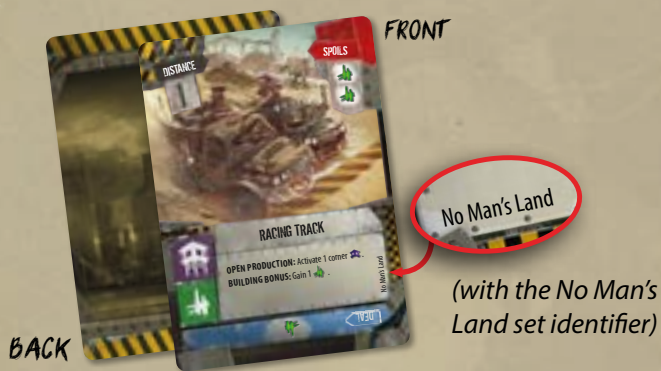 FRONT
DISTANCE
1
SPOILS
RACING TRACK
OPEN PRODUCTION: Activate 1 corner .
BUILDING BONUS: Gain 1 .
No Man's Land
DEAL
No Man's Land
(with the No Man's
Land set identifier)
BACK